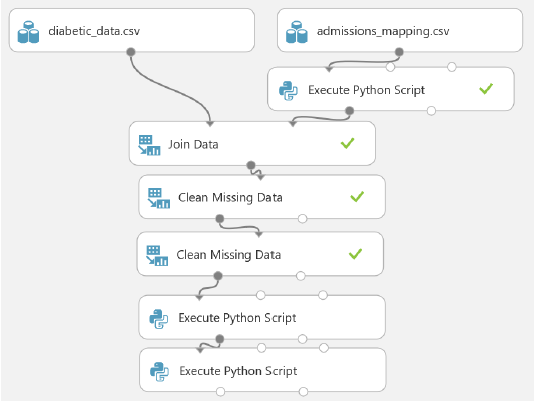 diabetic_data.csv
admissions_mapping.csv
Execute Python Script
Join Data
Clean Missing Data
Clean Missing Data
Execute Python Script
Execute Python Script